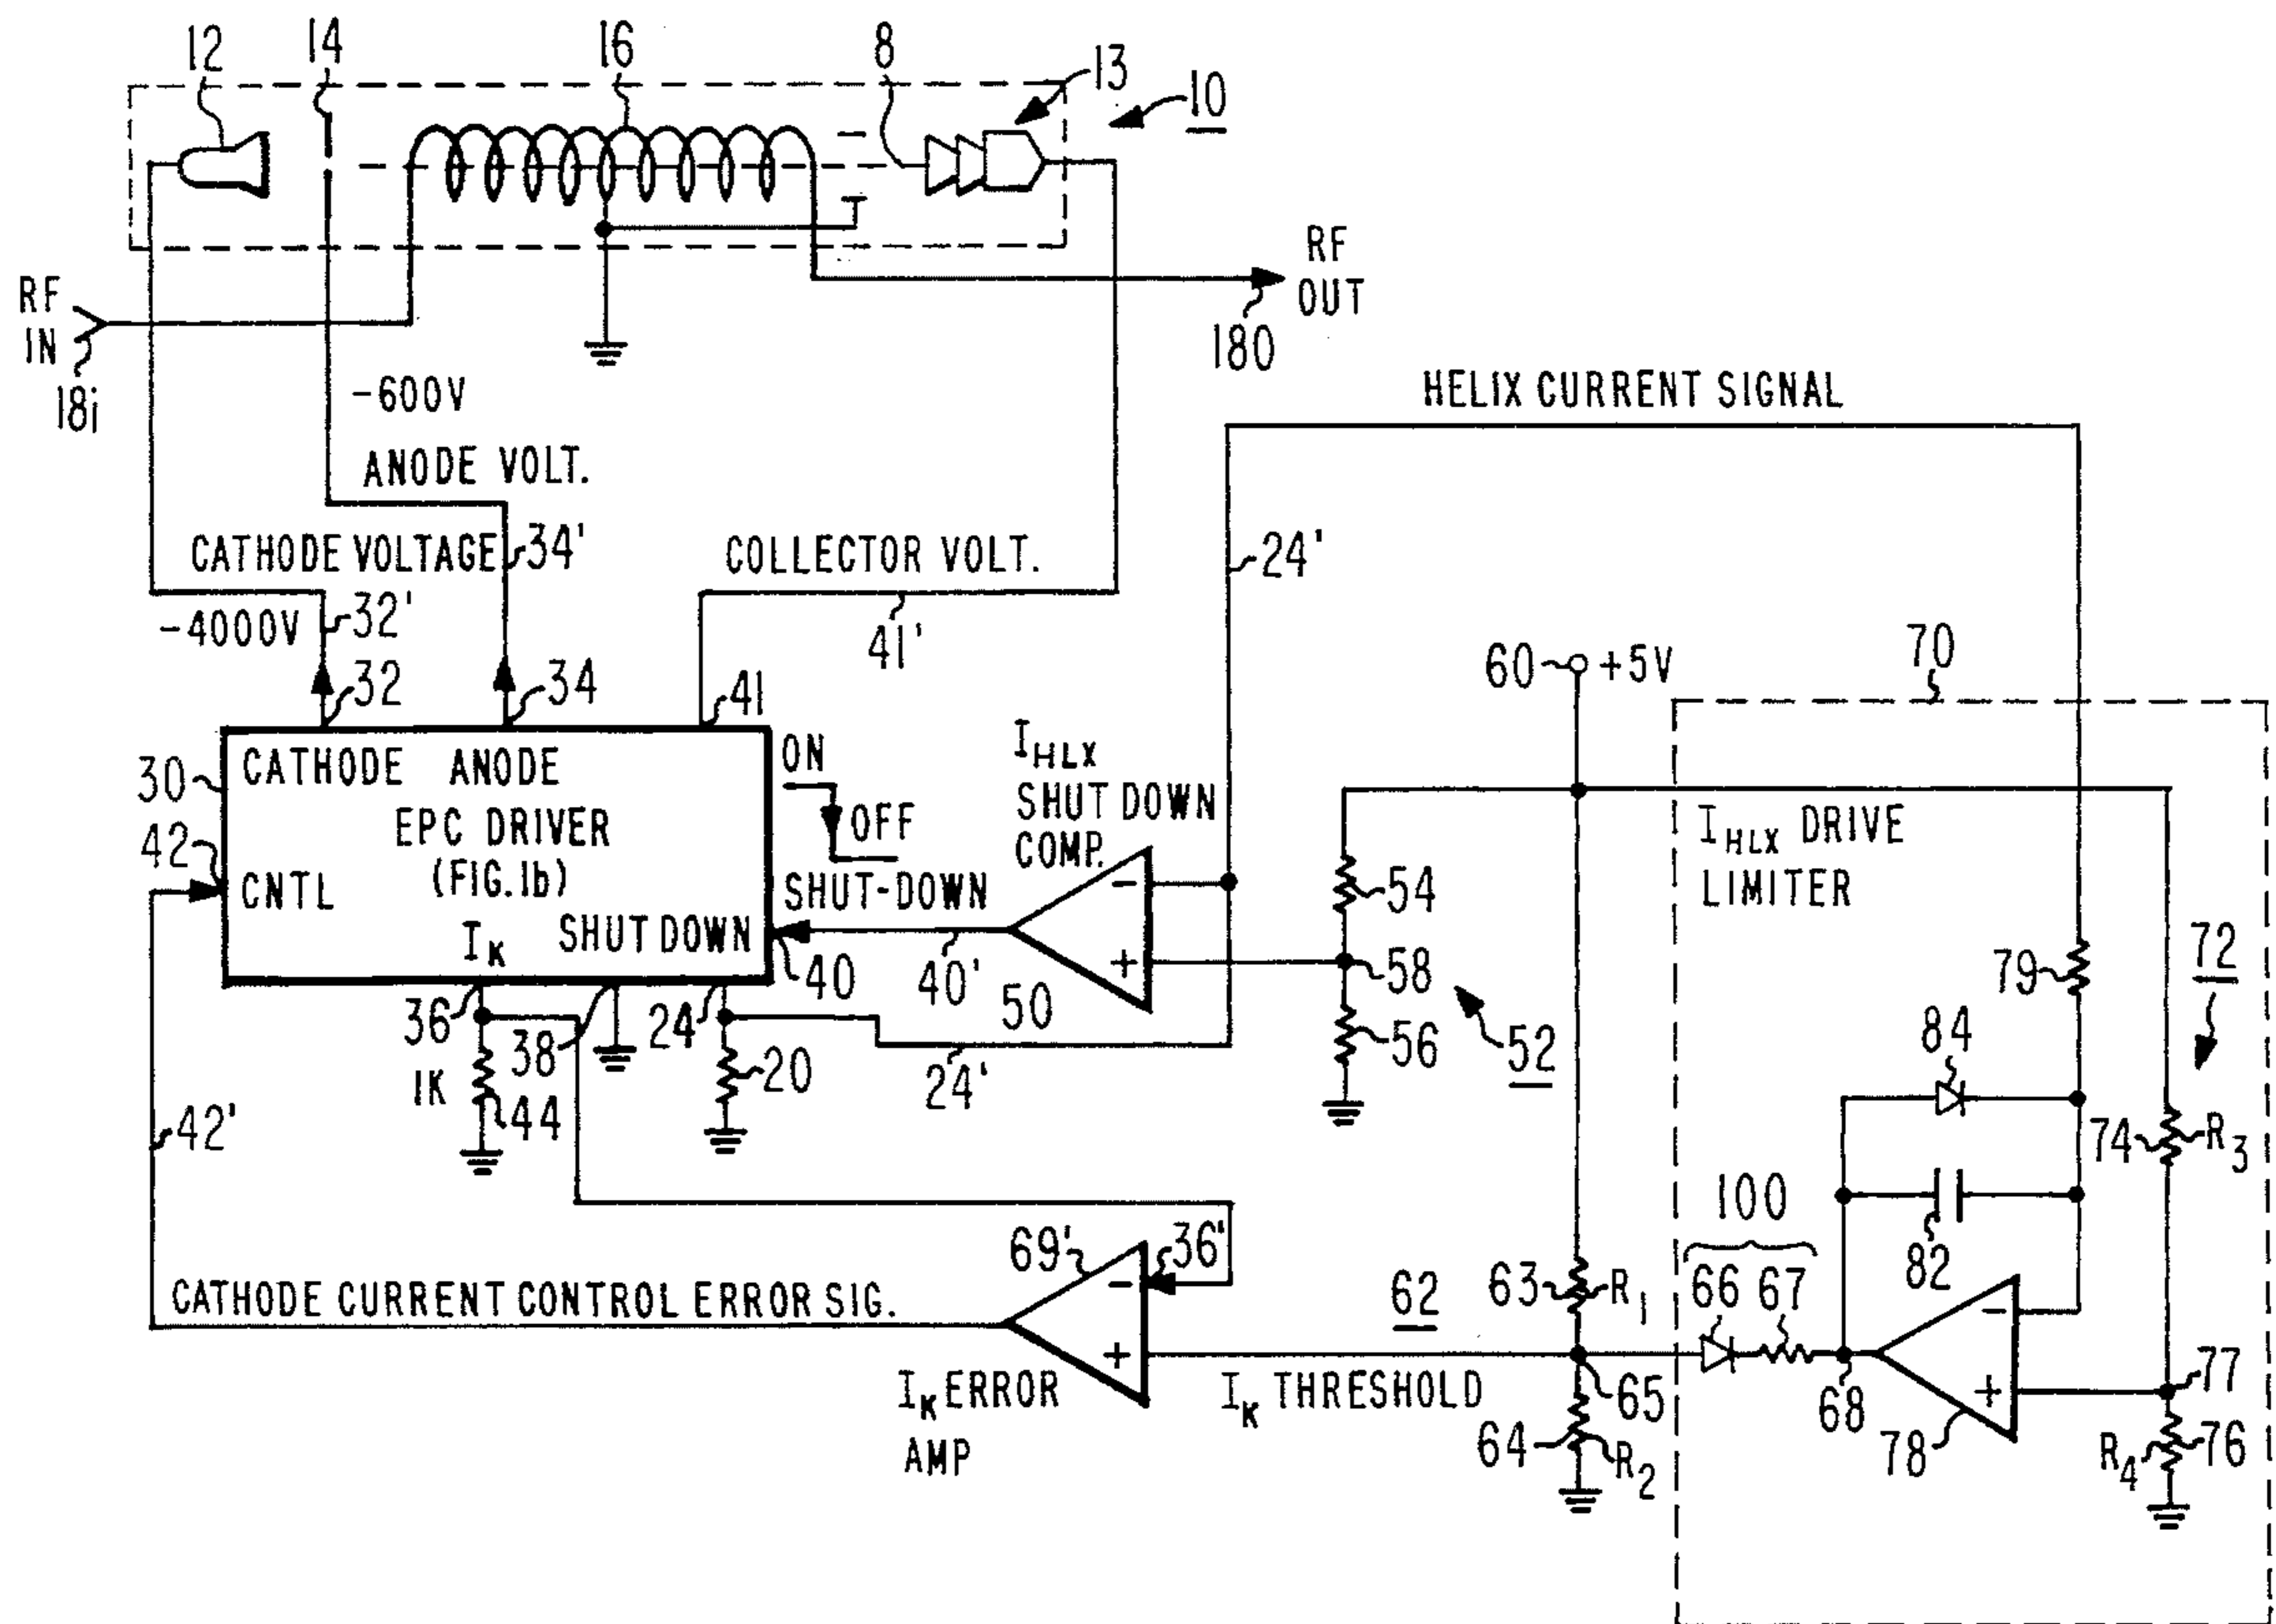 12 14 16 8 13 10
RF IN
18i
RF OUT
180
-600V
ANODE VOLT.
HELIX CURRENT SIGNAL
CATHODE VOLTAGE 34'
-4000V 32'
COLLECTOR VOLT.
41'
24'
32 34 41
60 +5V
70
30
CATHODE ANODE
EPC DRIVER
(FIG.1b)
42
CNTL
IK SHUT DOWN
ON
OFF
SHUT-DOWN
40 40'
IHLX
SHUT DOWN
COMP.
- +
50
54
58
56
52
IHLX DRIVE
LIMITER
79
72
36 38 24
1K 44
20
24'
42'
84
74 R3
82
100
66 67
63 R1
62
69' - 36'
+
CATHODE CURRENT CONTROL ERROR SIG.
IK ERROR
AMP
IK THRESHOLD
65
64 R2
68
78
- +
77
R4 76